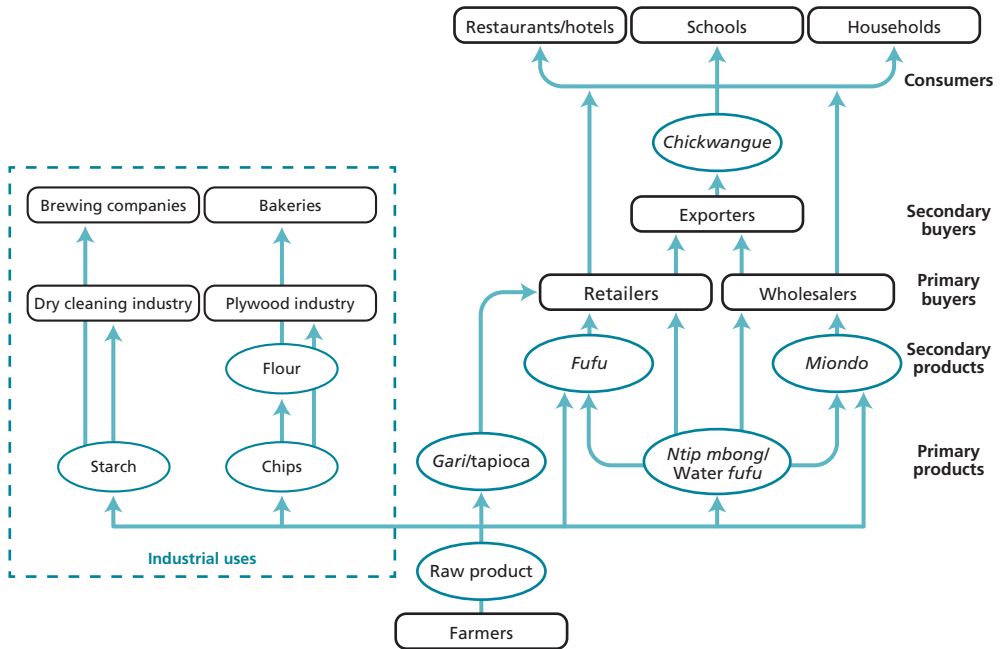 Restaurants/hotels
Schools
Households
Consumers
Chickwangue
Brewing companies
Bakeries
Exporters
Secondary
buyers
Dry cleaning industry
Plywood industry
Retailers
Wholesalers
Primary
buyers
Flour
Fufu
Miondo
Secondary
products
Starch
Chips
Gari/tapioca
Ntip mbong/
Water fufu
Primary
products
Industrial uses
Raw product
Farmers